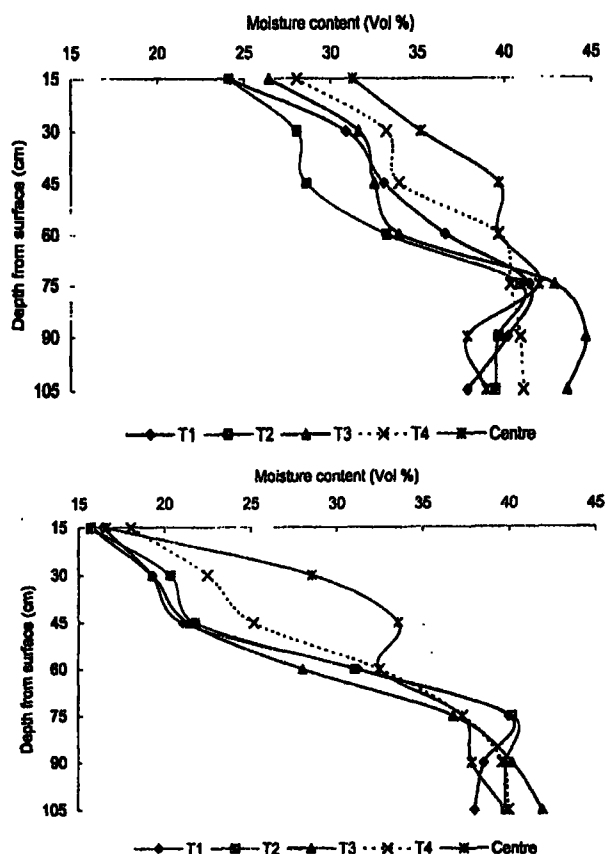 Moisture content (Vol %)
15 20 25 30 35 40 45
15
30
45
60
75
90
105
Depth from surface (cm)
T1 T2 T3 T4 Centre
Moisture content (Vol %)
15 20 25 30 35 40 45
15
30
45
60
75
90
105
Depth from surface (cm)
T1 T2 T3 T4 Centre